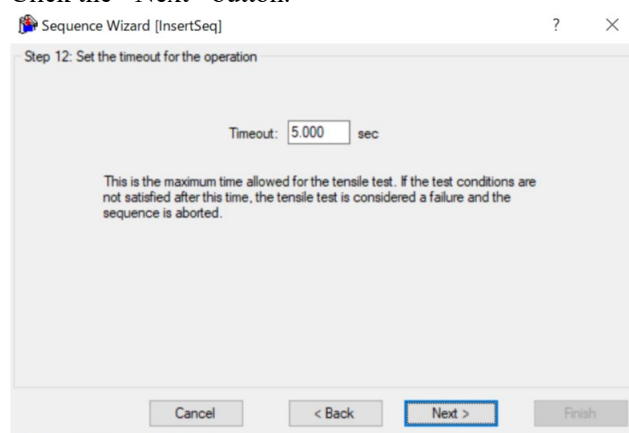 Click the "Next" button.
Sequence Wizard [InsertSeq] ?
Step 12: Set the timeout for the operation
Timeout: 5.000 sec
This is the maximum time allowed for the tensile test. If the test conditions are
not satisfied after this time, the tensile test is considered a failure and the
sequence is aborted.
Cancel < Back Next > Finish